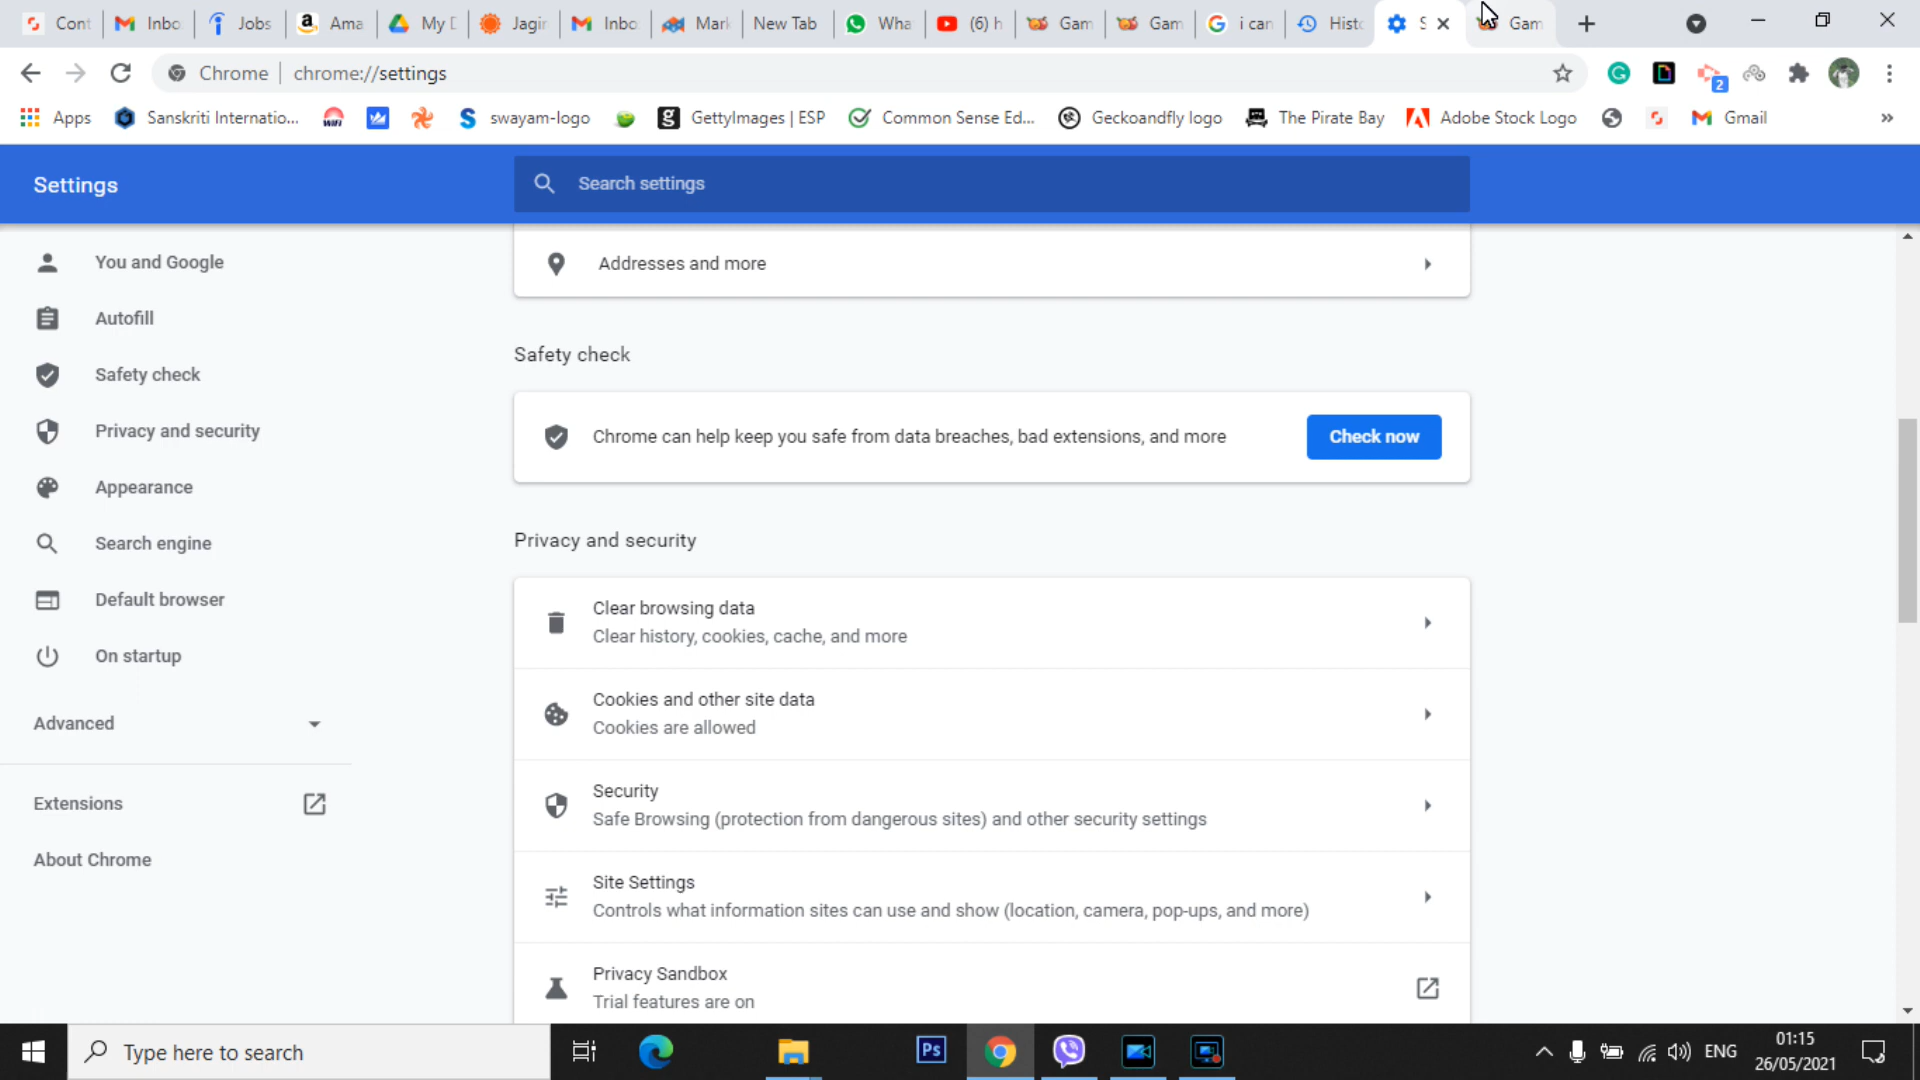 Cont
Inbo
Jobs
Ama
My D
Jagir
Inbo
Mark
New Tab
Wha
(6) h
Gam
Gam
i can
Histo
S
Gam
Chrome
chrome://settings
2
Apps
Sanskriti Internatio...
swayam-logo
GettyImages | ESP
Common Sense Ed...
Geckoandfly logo
The Pirate Bay
Adobe Stock Logo
Gmail
»
Settings
Search settings
You and Google
Autofill
Safety check
Privacy and security
Appearance
Search engine
Default browser
On startup
Advanced
Extensions
About Chrome
Addresses and more
Safety check
Chrome can help keep you safe from data breaches, bad extensions, and more
Check now
Privacy and security
Clear browsing data
Clear history, cookies, cache, and more
Cookies and other site data
Cookies are allowed
Security
Safe Browsing (protection from dangerous sites) and other security settings
Site Settings
Controls what information sites can use and show (location, camera, pop-ups, and more)
Privacy Sandbox
Trial features are on
Type here to search
Ps
ENG
01:15
26/05/2021